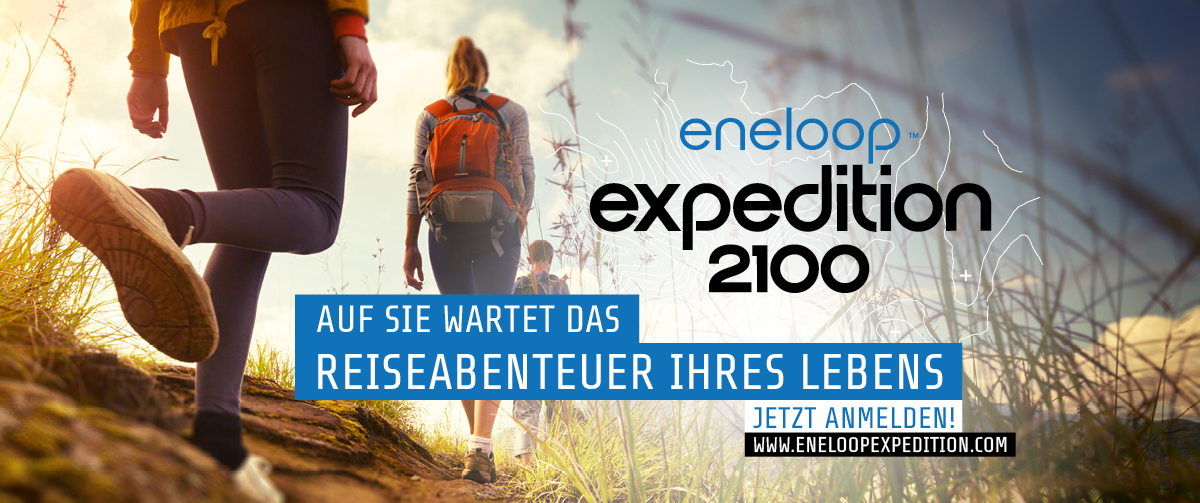 eneloop™
expedition
2100
AUF SIE WARTET DAS
REISEABENTEUER IHRES LEBENS
JETZT ANMELDEN!
WWW.ENELOOPEXPEDITION.COM